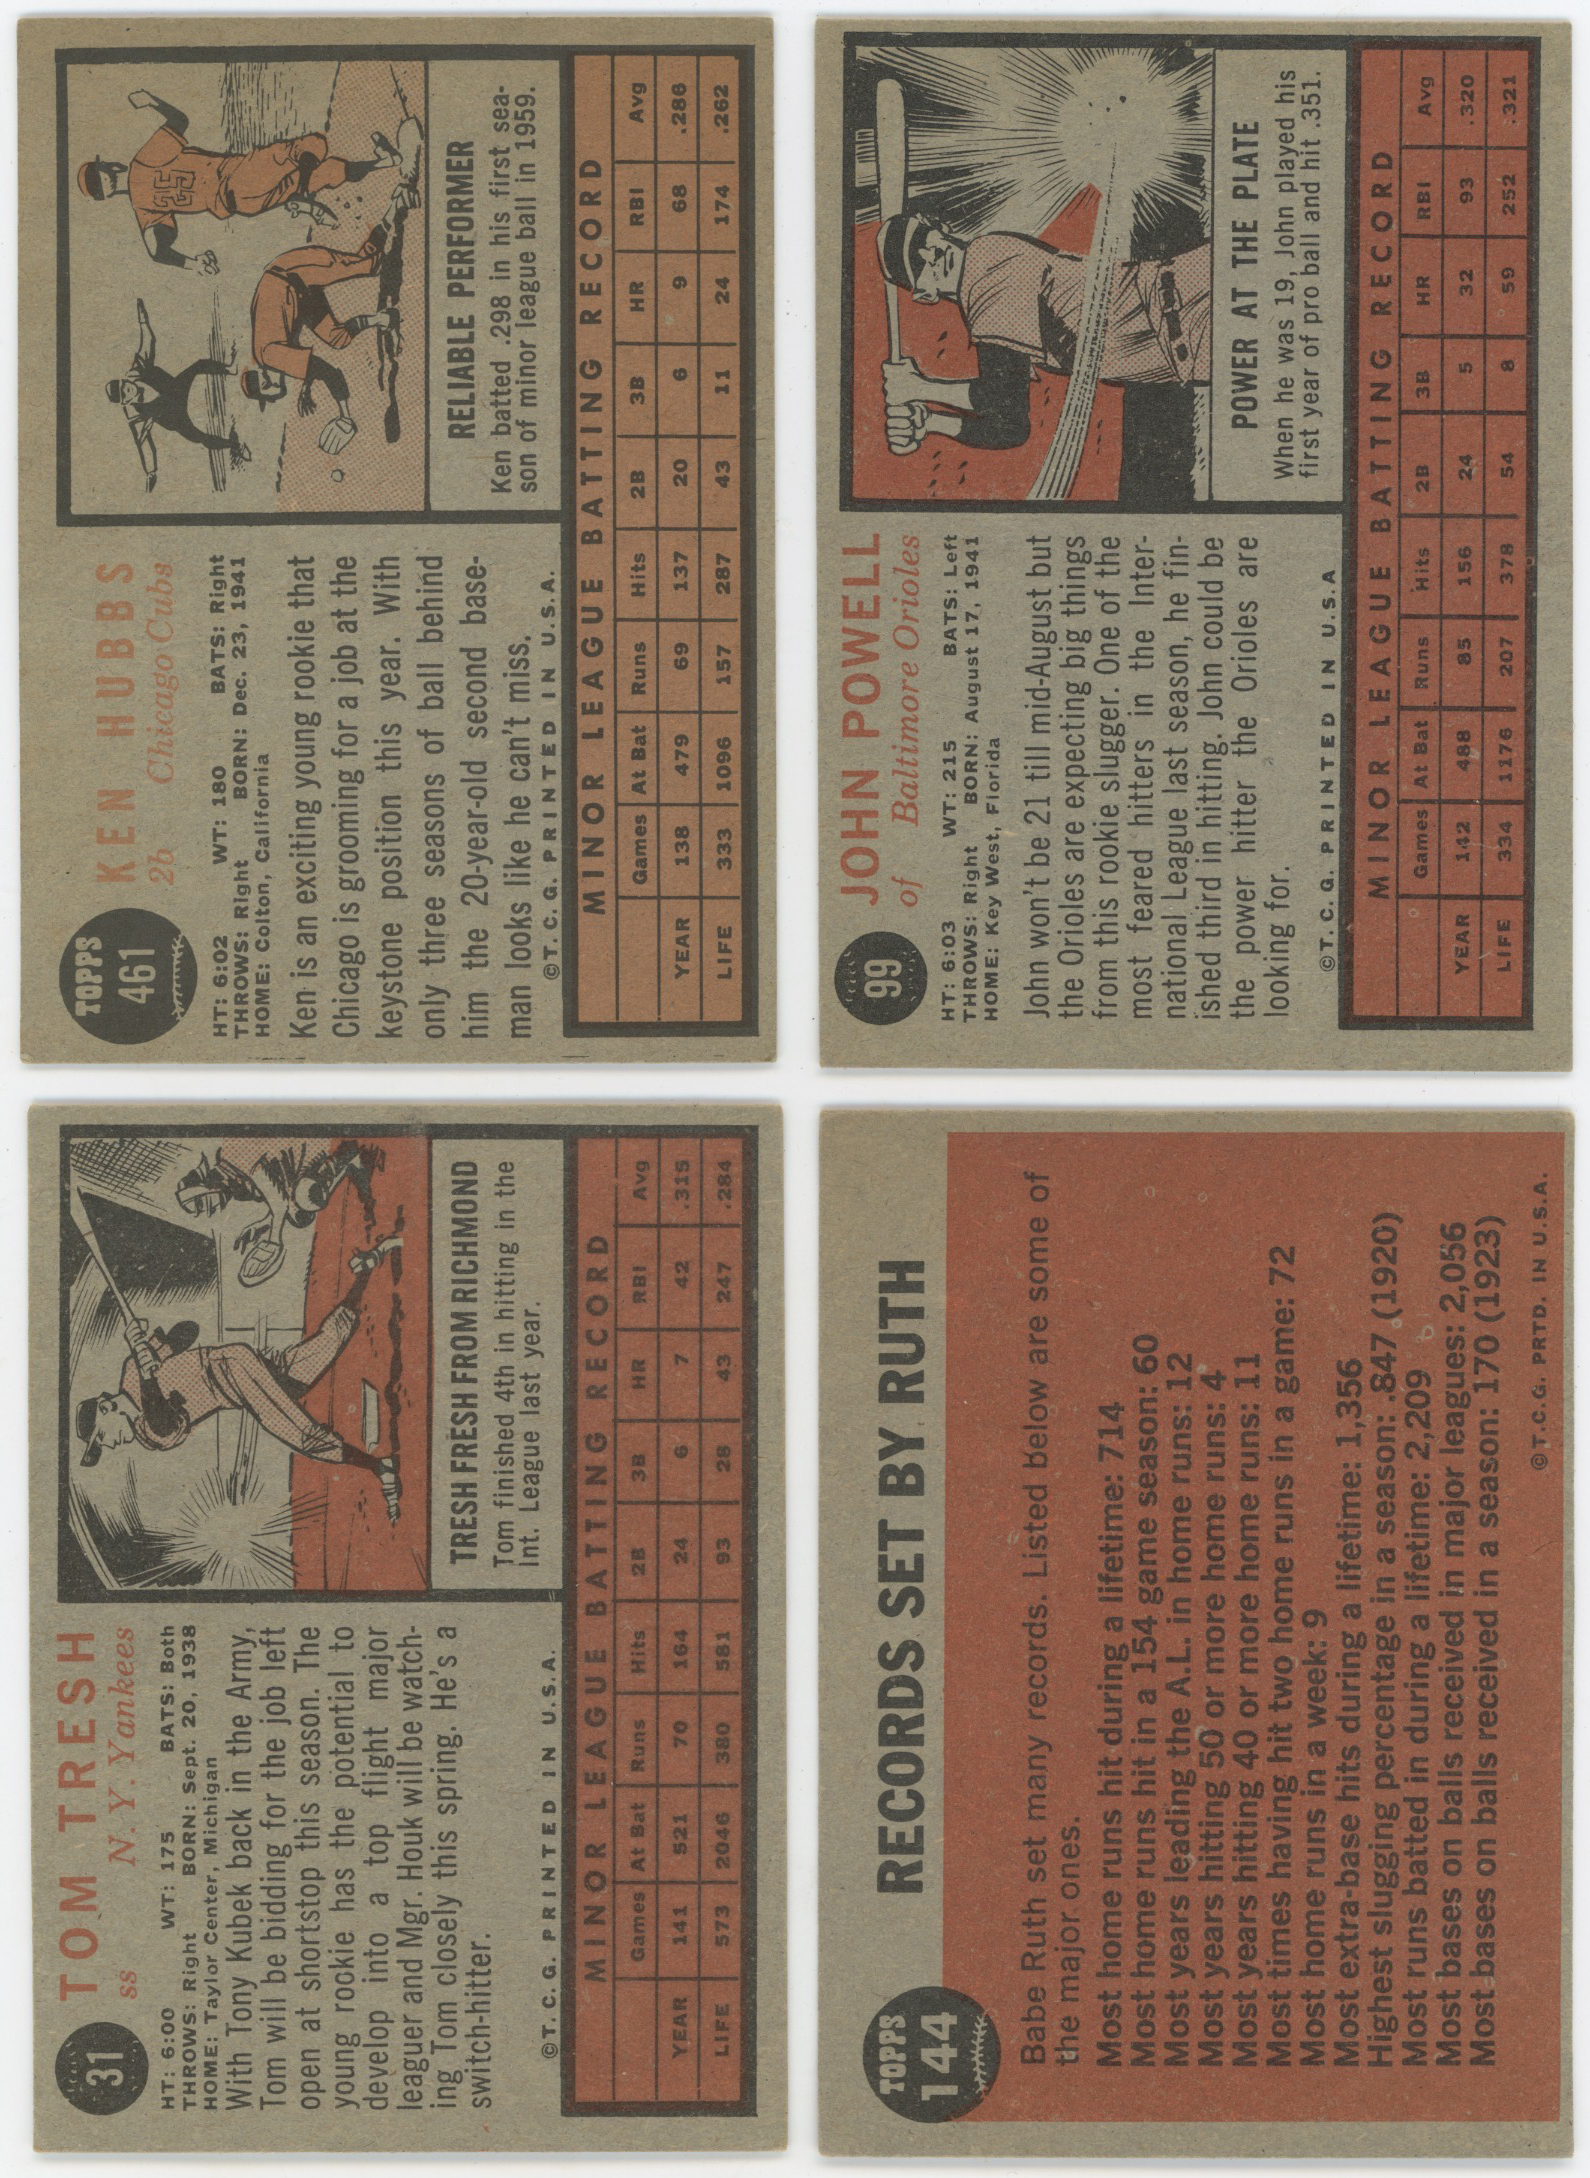 TOPPS
461
KEN HUBBS
2b Chicago Cubs
HT: 6:02 WT: 180 BATS: Right
THROWS: Right BORN: Dec. 23, 1941
HOME: Colton, California
Ken is an exciting young rookie that
Chicago is grooming for a job at the
keystone position this year. With
only three seasons of ball behind
him the 20-year-old second base-
man looks like he can't miss.
©T. C. G. PRINTED IN U.S.A.
25
RELIABLE PERFORMER
Ken batted .298 in his first sea-
son of minor league ball in 1959.
MINOR LEAGUE BATTING RECORD
Games At Bat Runs Hits 2B 3B HR RBI Avg
YEAR 138 479 69 137 20 6 9 68 .286
LIFE 333 1096 157 287 43 11 24 174 .262
99
JOHN POWELL
of Baltimore Orioles
HT: 6:03 WT: 215 BATS: Left
THROWS: Right BORN: August 17, 1941
HOME: Key West, Florida
John won't be 21 till mid-August but
the Orioles are expecting big things
from this rookie slugger. One of the
most feared hitters in the Inter-
national League last season, he fin-
ished third in hitting. John could be
the power hitter the Orioles are
looking for.
©T. C. G. PRINTED IN U.S.A
POWER AT THE PLATE
When he was 19, John played his
first year of pro ball and hit .351.
MINOR LEAGUE BATTING RECORD
Games At Bat Runs Hits 2B 3B HR RBI Avg
YEAR 142 488 85 156 24 5 32 93 .320
LIFE 334 1176 207 378 54 8 59 252 .321
31
TOM TRESH
ss N. Y. Yankees
HT: 6:00 WT: 175 BATS: Both
THROWS: Right BORN: Sept. 20, 1938
HOME: Taylor Center, Michigan
With Tony Kubek back in the Army,
Tom will be bidding for the job left
open at shortstop this season. The
young rookie has the potential to
develop into a top flight major
leaguer and Mgr. Houk will be watch-
ing Tom closely this spring. He's a
switch-hitter.
©T. C. G. PRINTED IN U.S.A.
TRESH FRESH FROM RICHMOND
Tom finished 4th in hitting in the
Int. League last year.
MINOR LEAGUE BATTING RECORD
Games At Bat Runs Hits 2B 3B HR RBI Avg
YEAR 141 521 70 164 24 6 7 42 .315
LIFE 573 2046 380 581 93 28 43 247 .284
TOPPS
144
RECORDS SET BY RUTH
Babe Ruth set many records. Listed below are some of
the major ones.
Most home runs hit during a lifetime: 714
Most home runs hit in a 154 game season: 60
Most years leading the A.L. in home runs: 12
Most years hitting 50 or more home runs: 4
Most years hitting 40 or more home runs: 11
Most times having hit two home runs in a game: 72
Most home runs in a week: 9
Most extra-base hits during a lifetime: 1,356
Highest slugging percentage in a season: .847 (1920)
Most runs batted in during a lifetime: 2,209
Most bases on balls received in major leagues: 2,056
Most bases on balls received in a season: 170 (1923)
©T.C.G. PRTD. IN U.S.A.